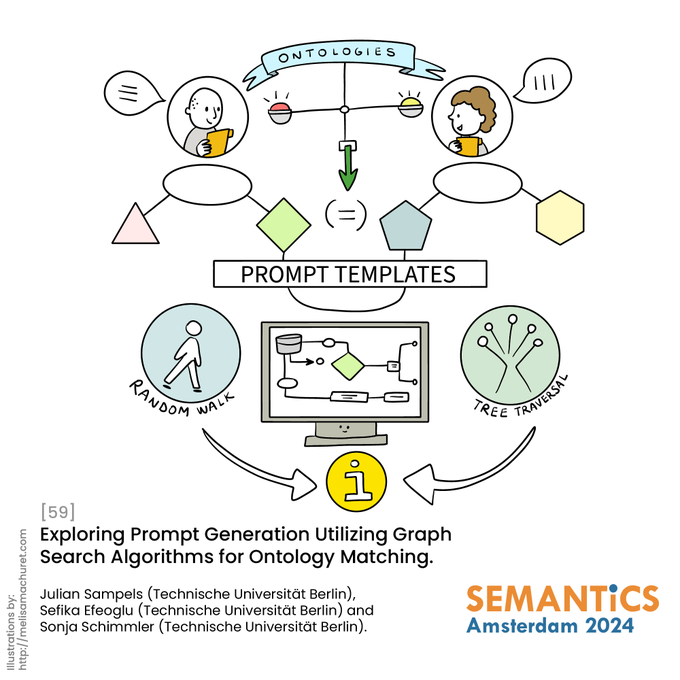 ONTOLOGIES
(=)
PROMPT TEMPLATES
RANDOM WALK
TREE TRAVERSAL
i
[59]
Exploring Prompt Generation Utilizing Graph
Search Algorithms for Ontology Matching.
Julian Sampels (Technische Universität Berlin),
Sefika Efeoglu (Technische Universität Berlin) and
Sonja Schimmler (Technische Universität Berlin).
SEMANTiCS
Amsterdam 2024
Illustrations by:
http://melisamachuret.com